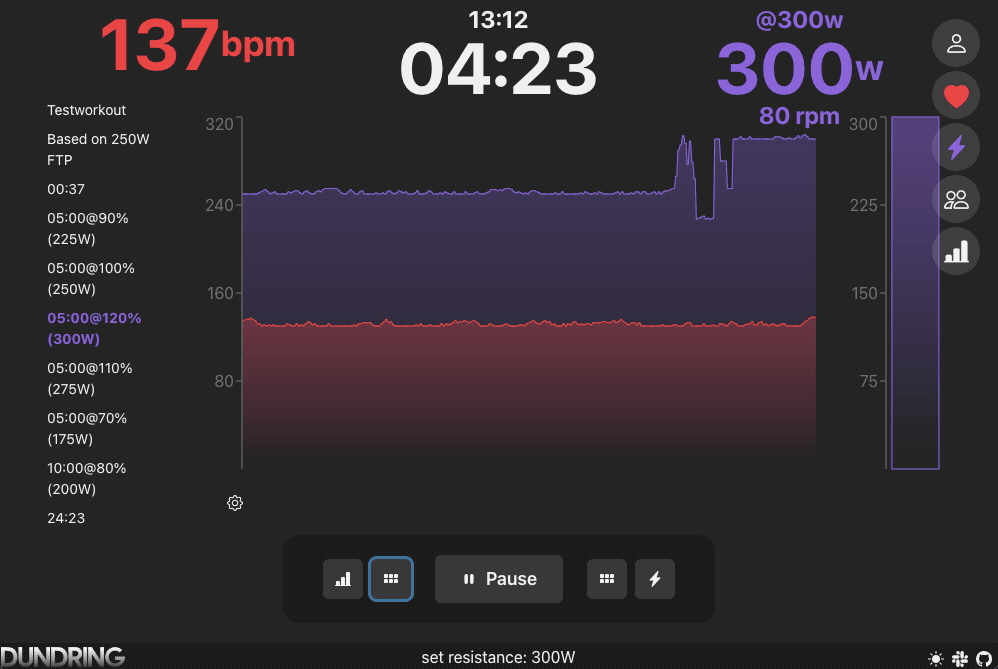 137bpm
13:12
04:23
@300w
300w
80 rpm
Testworkout
Based on 250W
FTP
00:37
05:00@90%
(225W)
05:00@100%
(250W)
05:00@120%
(300W)
05:00@110%
(275W)
05:00@70%
(175W)
10:00@80%
(200W)
24:23
320
240
160
80
300
225
150
75
Pause
DUNDRING
set resistance: 300W